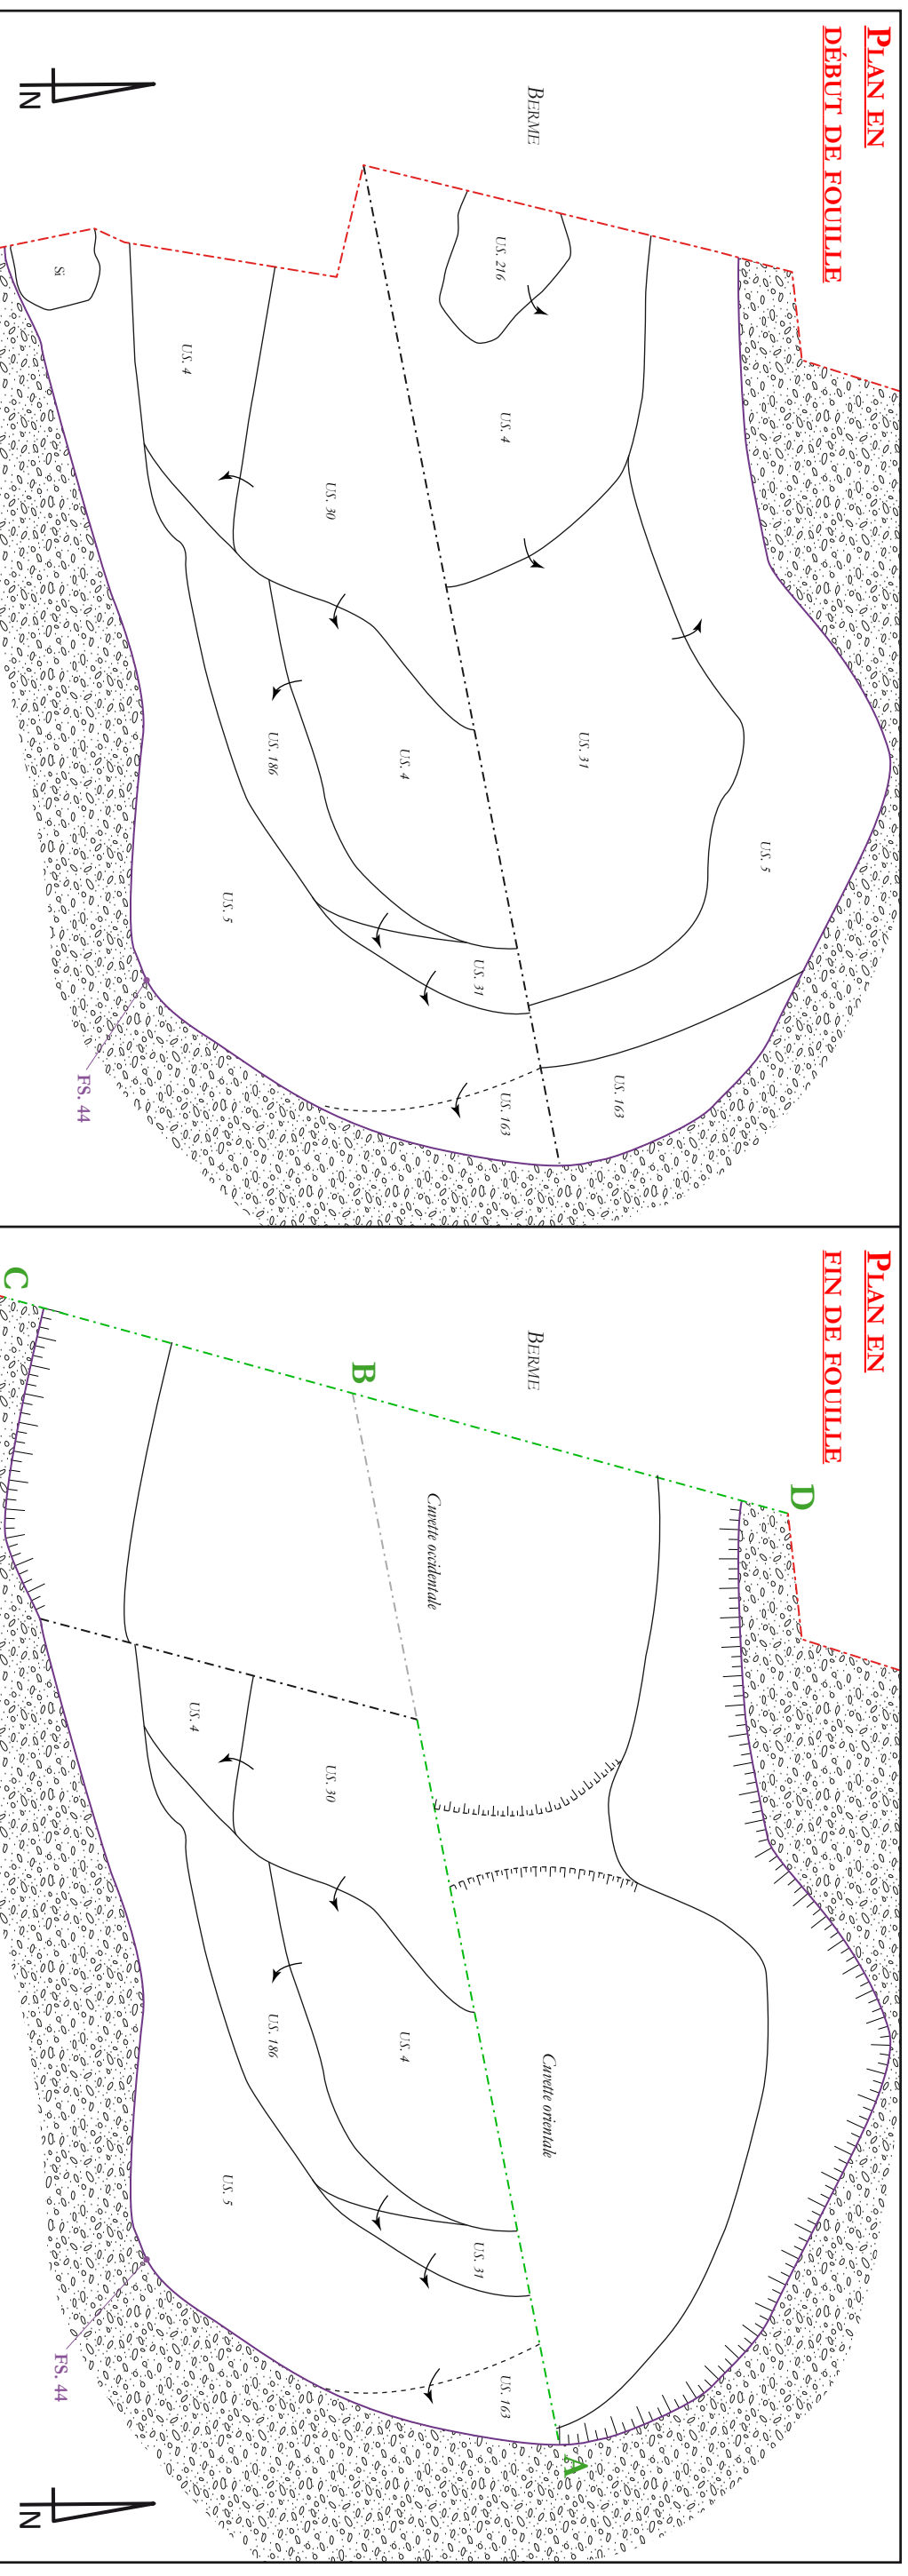 PLAN EN
DÉBUT DE FOUILLE
BERME
N
US. 216
Si
US. 4
US. 4
US. 30
US. 31
US. 186
US. 4
US. 5
US. 5
US. 31
US. 163
US. 163
FS. 44
PLAN EN
FIN DE FOUILLE
BERME
C
B
D
Cuvette occidentale
US. 4
US. 30
Cuvette orientale
US. 186
US. 4
US. 5
US. 31
US. 163
A
FS. 44
N